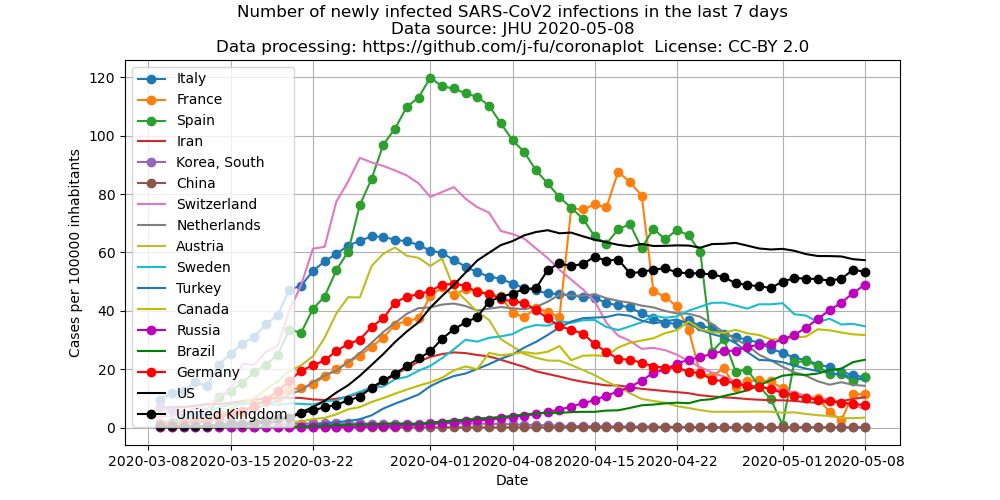 Number of newly infected SARS-CoV2 infections in the last 7 days
Data source: JHU 2020-05-08
Data processing: https://github.com/j-fu/coronaplot  License: CC-BY 2.0
120
100
80
60
40
20
0
Cases per 100000 inhabitants
Italy
France
Spain
Iran
Korea, South
China
Switzerland
Netherlands
Austria
Sweden
Turkey
Canada
Russia
Brazil
Germany
US
United Kingdom
2020-03-08 2020-03-15 2020-03-22 2020-04-01 2020-04-08 2020-04-15 2020-04-22 2020-05-01 2020-05-08
Date